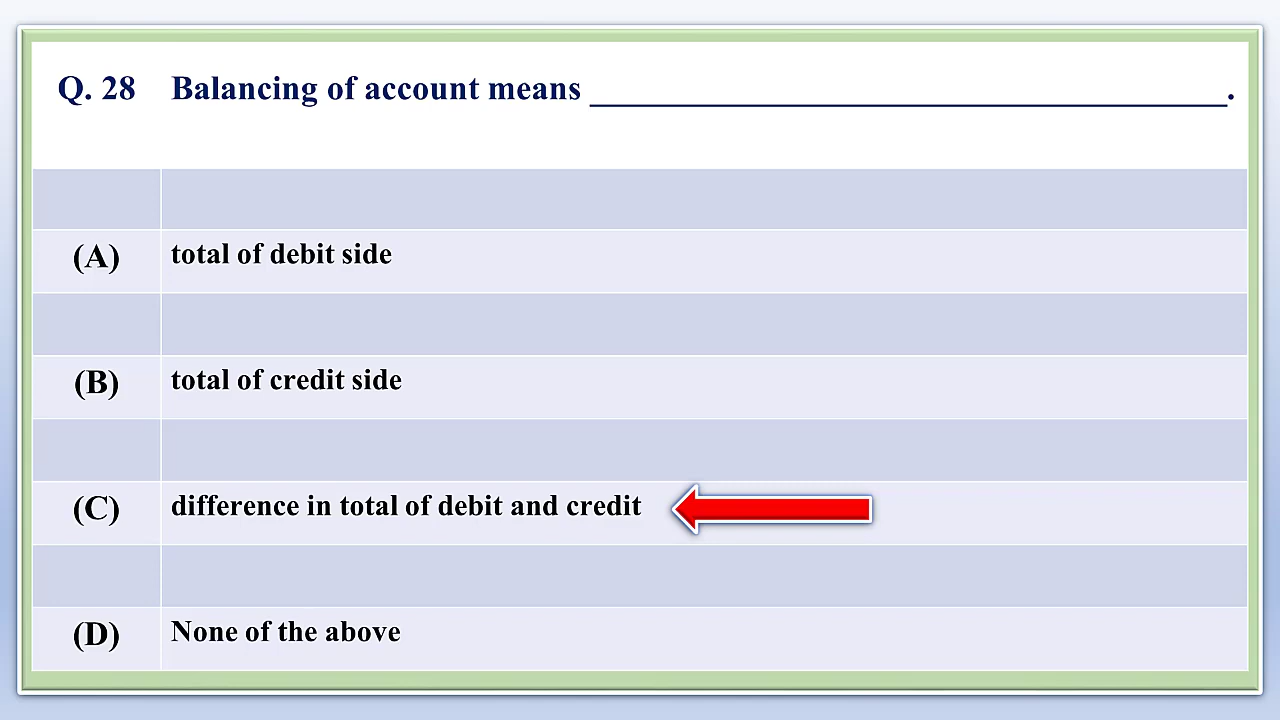 Q. 28 Balancing of account means ______________________________________.
(A) total of debit side
(B) total of credit side
(C) difference in total of debit and credit
(D) None of the above